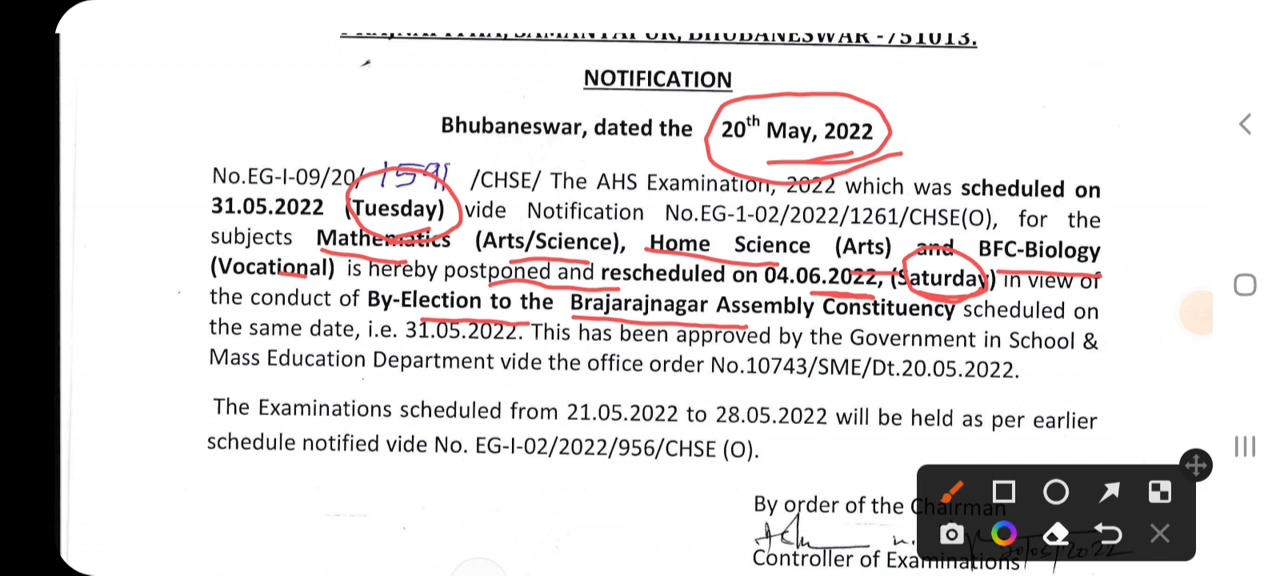 BHUBANESWAR - 751013.
NOTIFICATION
Bhubaneswar, dated the 20th May, 2022
No.EG-I-09/20/ 1591 /CHSE/ The AHS Examination, 2022 which was scheduled on
31.05.2022 (Tuesday) vide Notification No.EG-1-02/2022/1261/CHSE(O), for the
subjects Mathematics (Arts/Science), Home Science (Arts) and BFC-Biology
(Vocational) is hereby postponed and rescheduled on 04.06.2022, (Saturday) in view of
the conduct of By-Election to the Brajarajnagar Assembly Constituency scheduled on
the same date, i.e. 31.05.2022. This has been approved by the Government in School &
Mass Education Department vide the office order No.10743/SME/Dt.20.05.2022.
The Examinations scheduled from 21.05.2022 to 28.05.2022 will be held as per earlier
schedule notified vide No. EG-I-02/2022/956/CHSE (O).
By order of the Chairman
Controller of Examinations